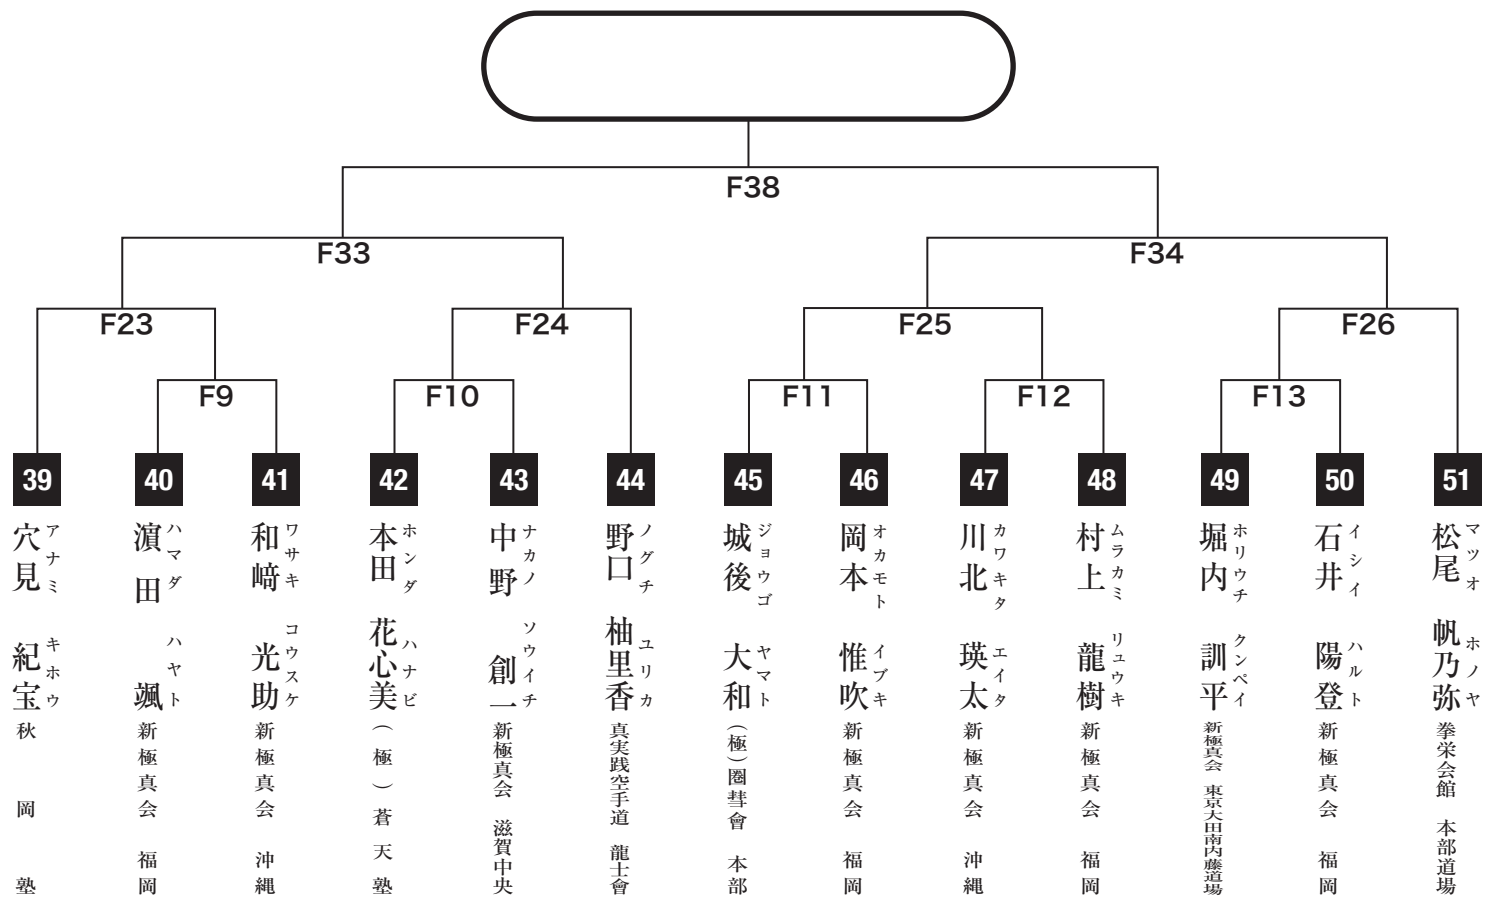 F38
F33
F34
F23
F24
F25
F26
F9
F10
F11
F12
F13
39
穴見 紀宝
アナミ キホウ
秋岡塾
40
濵田 颯
ハマダ ハヤト
新極真会 福岡
41
和﨑 光助
ワサキ コウスケ
新極真会 沖縄
42
本田 花心美
ホンダ ハナビ
(極)蒼天塾
43
中野 創一
ナカノ ソウイチ
新極真会 滋賀中央
44
野口 柚里香
ノグチ ユリカ
真実践空手道 龍士會
45
城後 大和
ジョウゴ ヤマト
(極)圏彗會 本部
46
岡本 惟吹
オカモト イブキ
新極真会 福岡
47
川北 瑛太
カワキタ エイタ
新極真会 沖縄
48
村上 龍樹
ムラカミ リュウキ
新極真会 福岡
49
堀内 訓平
ホリウチ クンペイ
新極真会 東京大田南内藤道場
50
石井 陽登
イシイ ハルト
新極真会 福岡
51
松尾 帆乃弥
マツオ ホノヤ
拳栄会館 本部道場